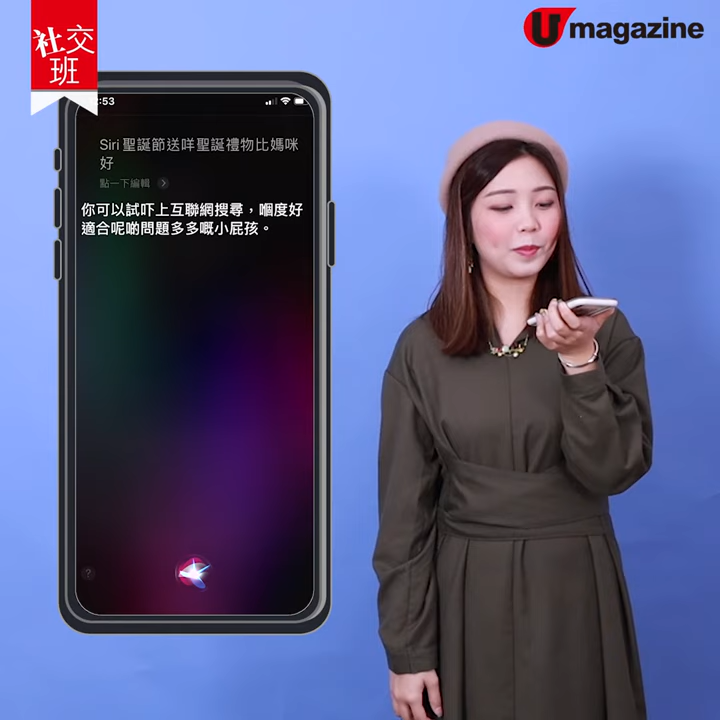 社交班
U magazine
:53
Siri 聖誕節送咩聖誕禮物比媽咪
好
點一下編輯
你可以試吓上互聯網搜尋，嗰度好
適合呢啲問題多多嘅小屁孩。
?